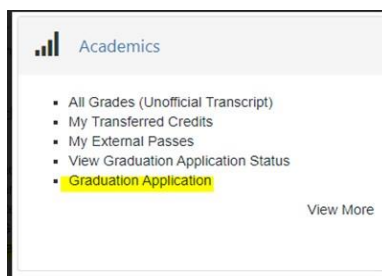 Academics
All Grades (Unofficial Transcript)
My Transferred Credits
My External Passes
View Graduation Application Status
Graduation Application
View More